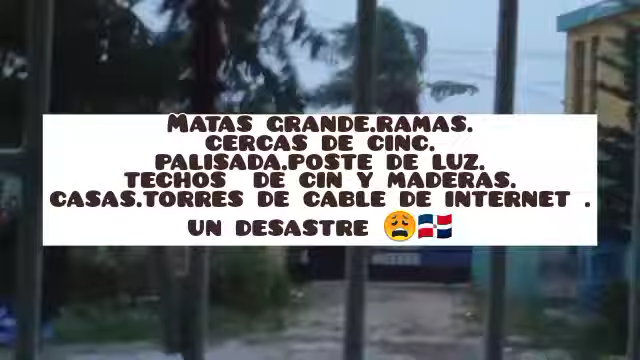 MATAS GRANDE.RAMAS.
CERCAS DE CINC.
PALISADA.POSTE DE LUZ.
TECHOS DE CIN Y MADERAS.
CASAS.TORRES DE CABLE DE INTERNET .
UN DESASTRE 😩🇩🇴